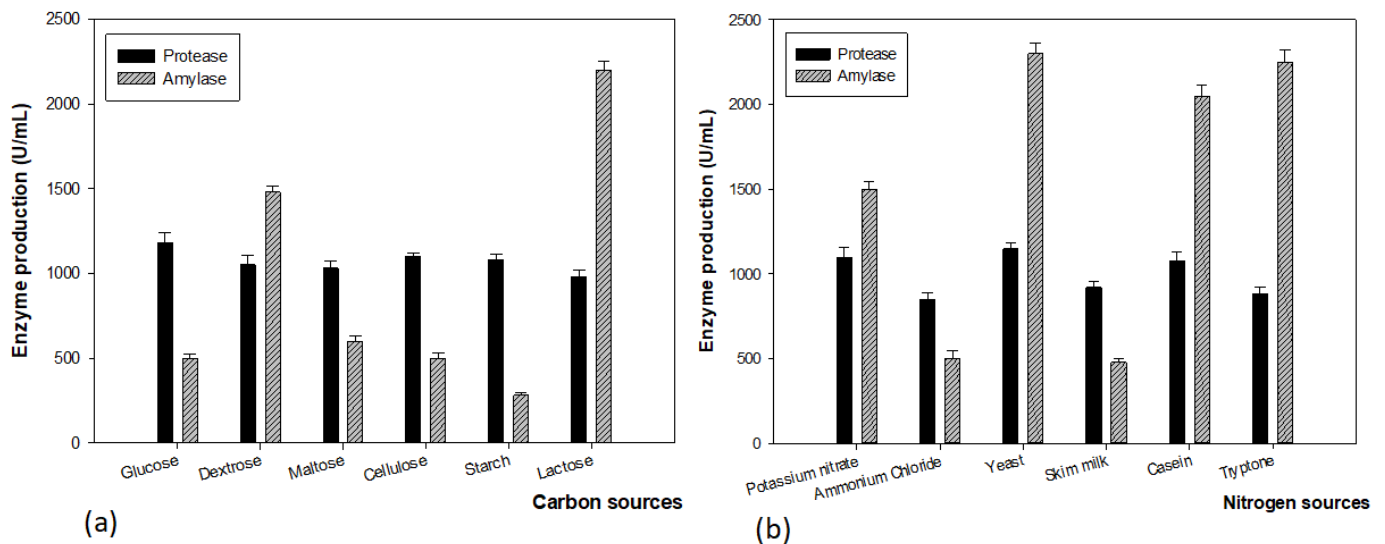 2500
2000
1500
1000
500
0
Enzyme production (U/mL)
Protease
Amylase
Glucose
Dextrose
Maltose
Cellulose
Starch
Lactose
Carbon sources
(a)
2500
2000
1500
1000
500
0
Enzyme production (U/mL)
Protease
Amylase
Potassium nitrate
Ammonium Chloride
Yeast
Skim milk
Casein
Tryptone
Nitrogen sources
(b)